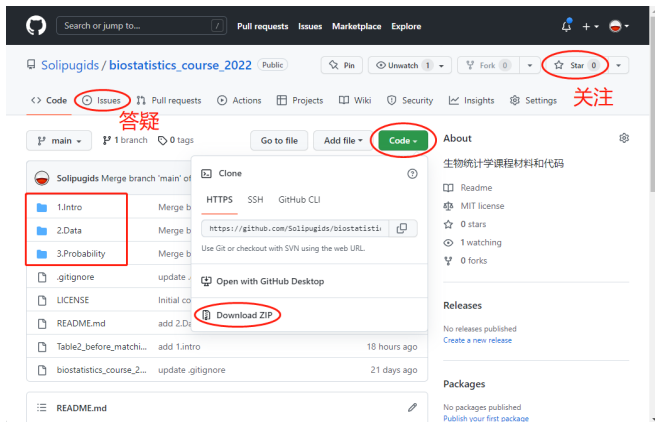 Search or jump to... / Pull requests Issues Marketplace Explore
Solipugids / biostatistics_course_2022 Public Pin Unwatch 1 Fork 0 Star 0
<> Code Issues Pull requests Actions Projects Wiki Security Insights Settings 关注
答疑
main 1 branch 0 tags Go to file Add file Code About
生物统计学课程材料和代码
Solipugids Merge branch 'main' of
Clone
HTTPS SSH GitHub CLI
https://github.com/Solipugids/biostatisti
Use Git or checkout with SVN using the web URL.
Open with GitHub Desktop
Download ZIP
1.Intro Merge b
2.Data Merge b
3.Probability Merge b
.gitignore update .
LICENSE Initial co
README.md add 2.Da
Table2_before_matchi... add 1.intro 18 hours ago
biostatistics_course_2... update .gitignore 21 days ago
README.md
Readme
MIT license
0 stars
1 watching
0 forks
Releases
No releases published
Create a new release
Packages
No packages published
Publish your first package